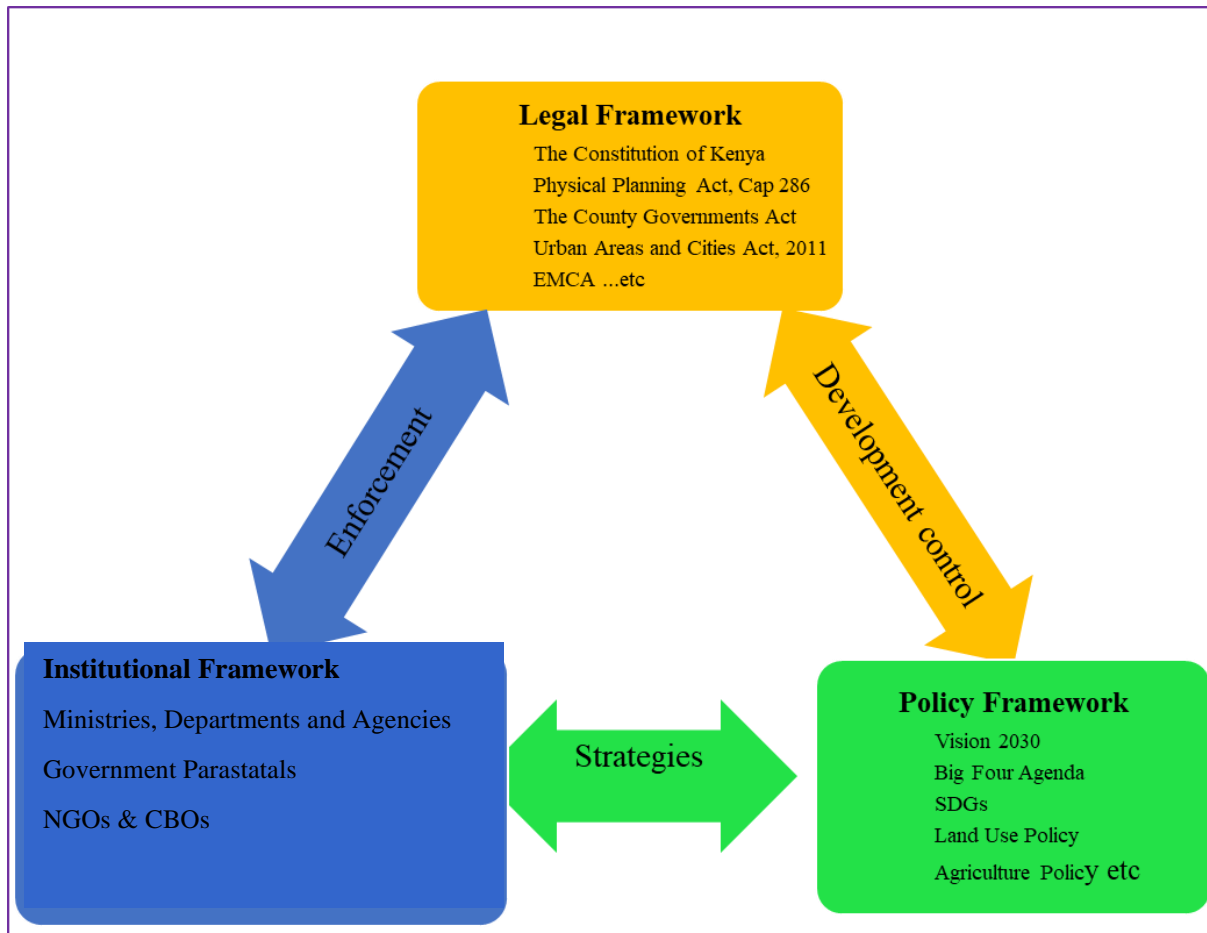 Legal Framework
The Constitution of Kenya
Physical Planning Act, Cap 286
The County Governments Act
Urban Areas and Cities Act, 2011
EMCA ...etc
Enforcement
Development control
Institutional Framework
Ministries, Departments and Agencies
Government Parastatals
NGOs & CBOs
Strategies
Policy Framework
Vision 2030
Big Four Agenda
SDGs
Land Use Policy
Agriculture Policy etc